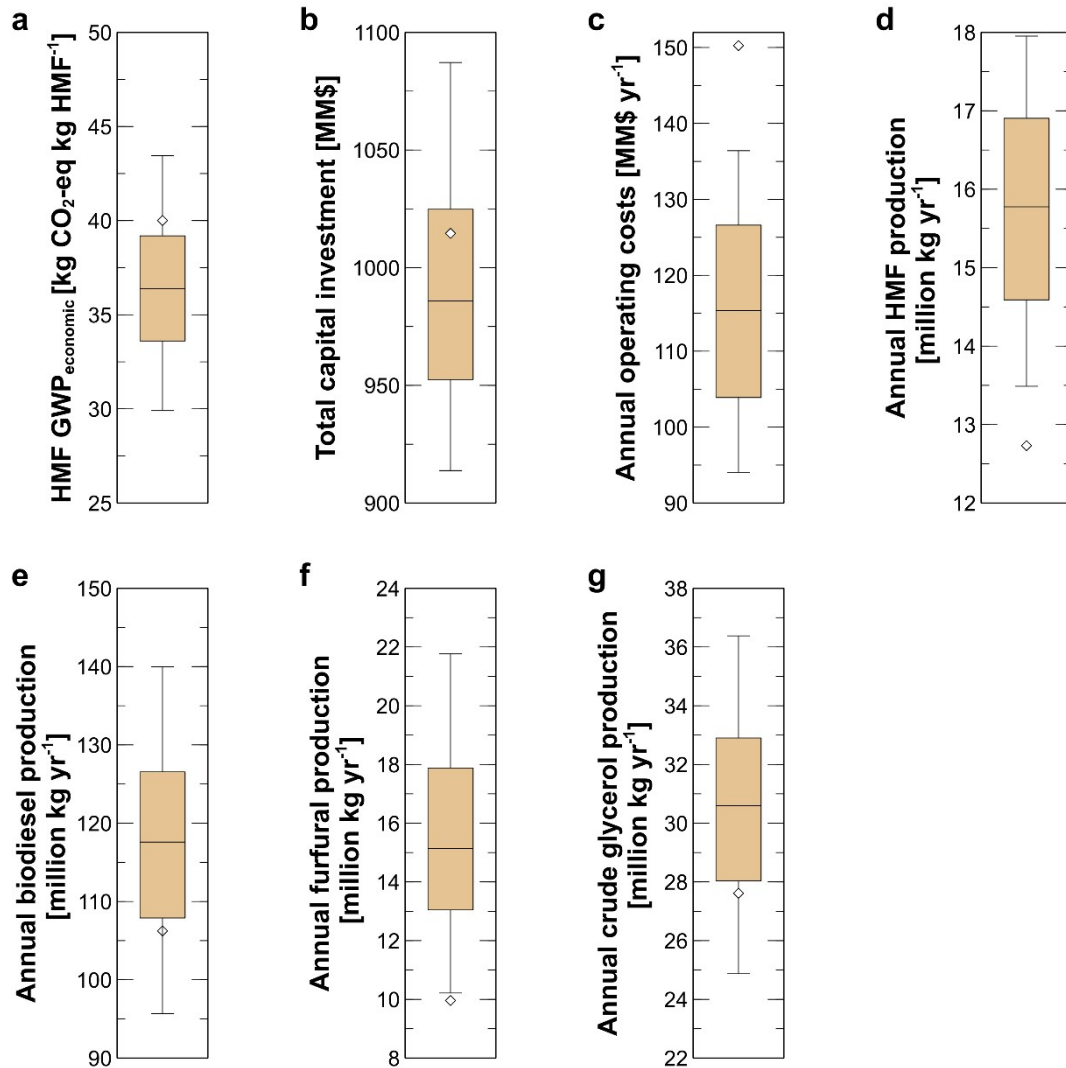 a
HMF GWPeconomic [kg CO2-eq kg HMF-1]
50
45
40
35
30
25
b
Total capital investment [MM$]
1100
1050
1000
950
900
c
Annual operating costs [MM$ yr-1]
150
140
130
120
110
100
90
d
Annual HMF production
[million kg yr-1]
18
17
16
15
14
13
12
e
Annual biodiesel production
[million kg yr-1]
150
140
130
120
110
100
90
f
Annual furfural production
[million kg yr-1]
24
22
20
18
16
14
12
10
8
g
Annual crude glycerol production
[million kg yr-1]
38
36
34
32
30
28
26
24
22